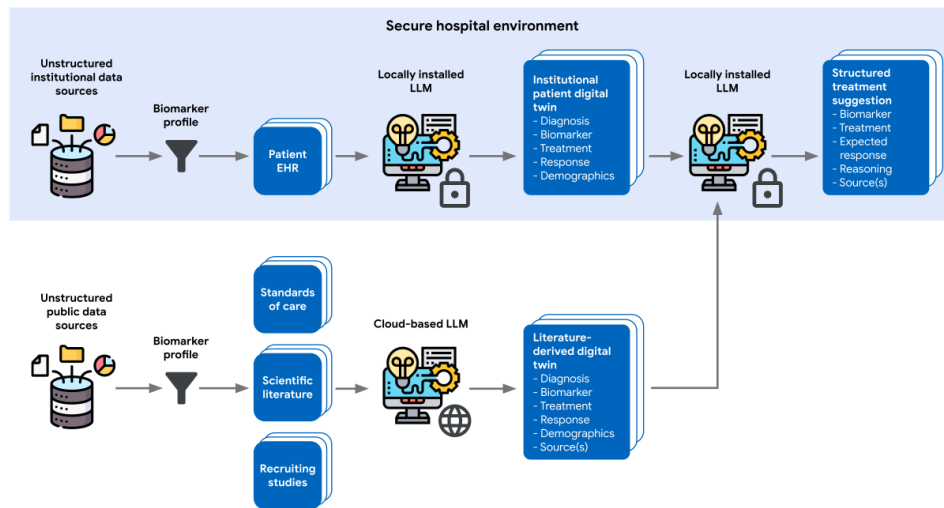 Secure hospital environment
Unstructured
institutional data
sources
Biomarker
profile
Patient
EHR
Locally installed
LLM
Institutional
patient digital
twin
- Diagnosis
- Biomarker
- Treatment
- Response
- Demographics
Locally installed
LLM
Structured
treatment
suggestion
- Biomarker
- Treatment
- Expected
response
- Reasoning
- Source(s)
Unstructured
public data
sources
Biomarker
profile
Standards
of care
Scientific
literature
Recruiting
studies
Cloud-based LLM
Literature-
derived digital
twin
- Diagnosis
- Biomarker
- Treatment
- Response
- Demographics
- Source(s)